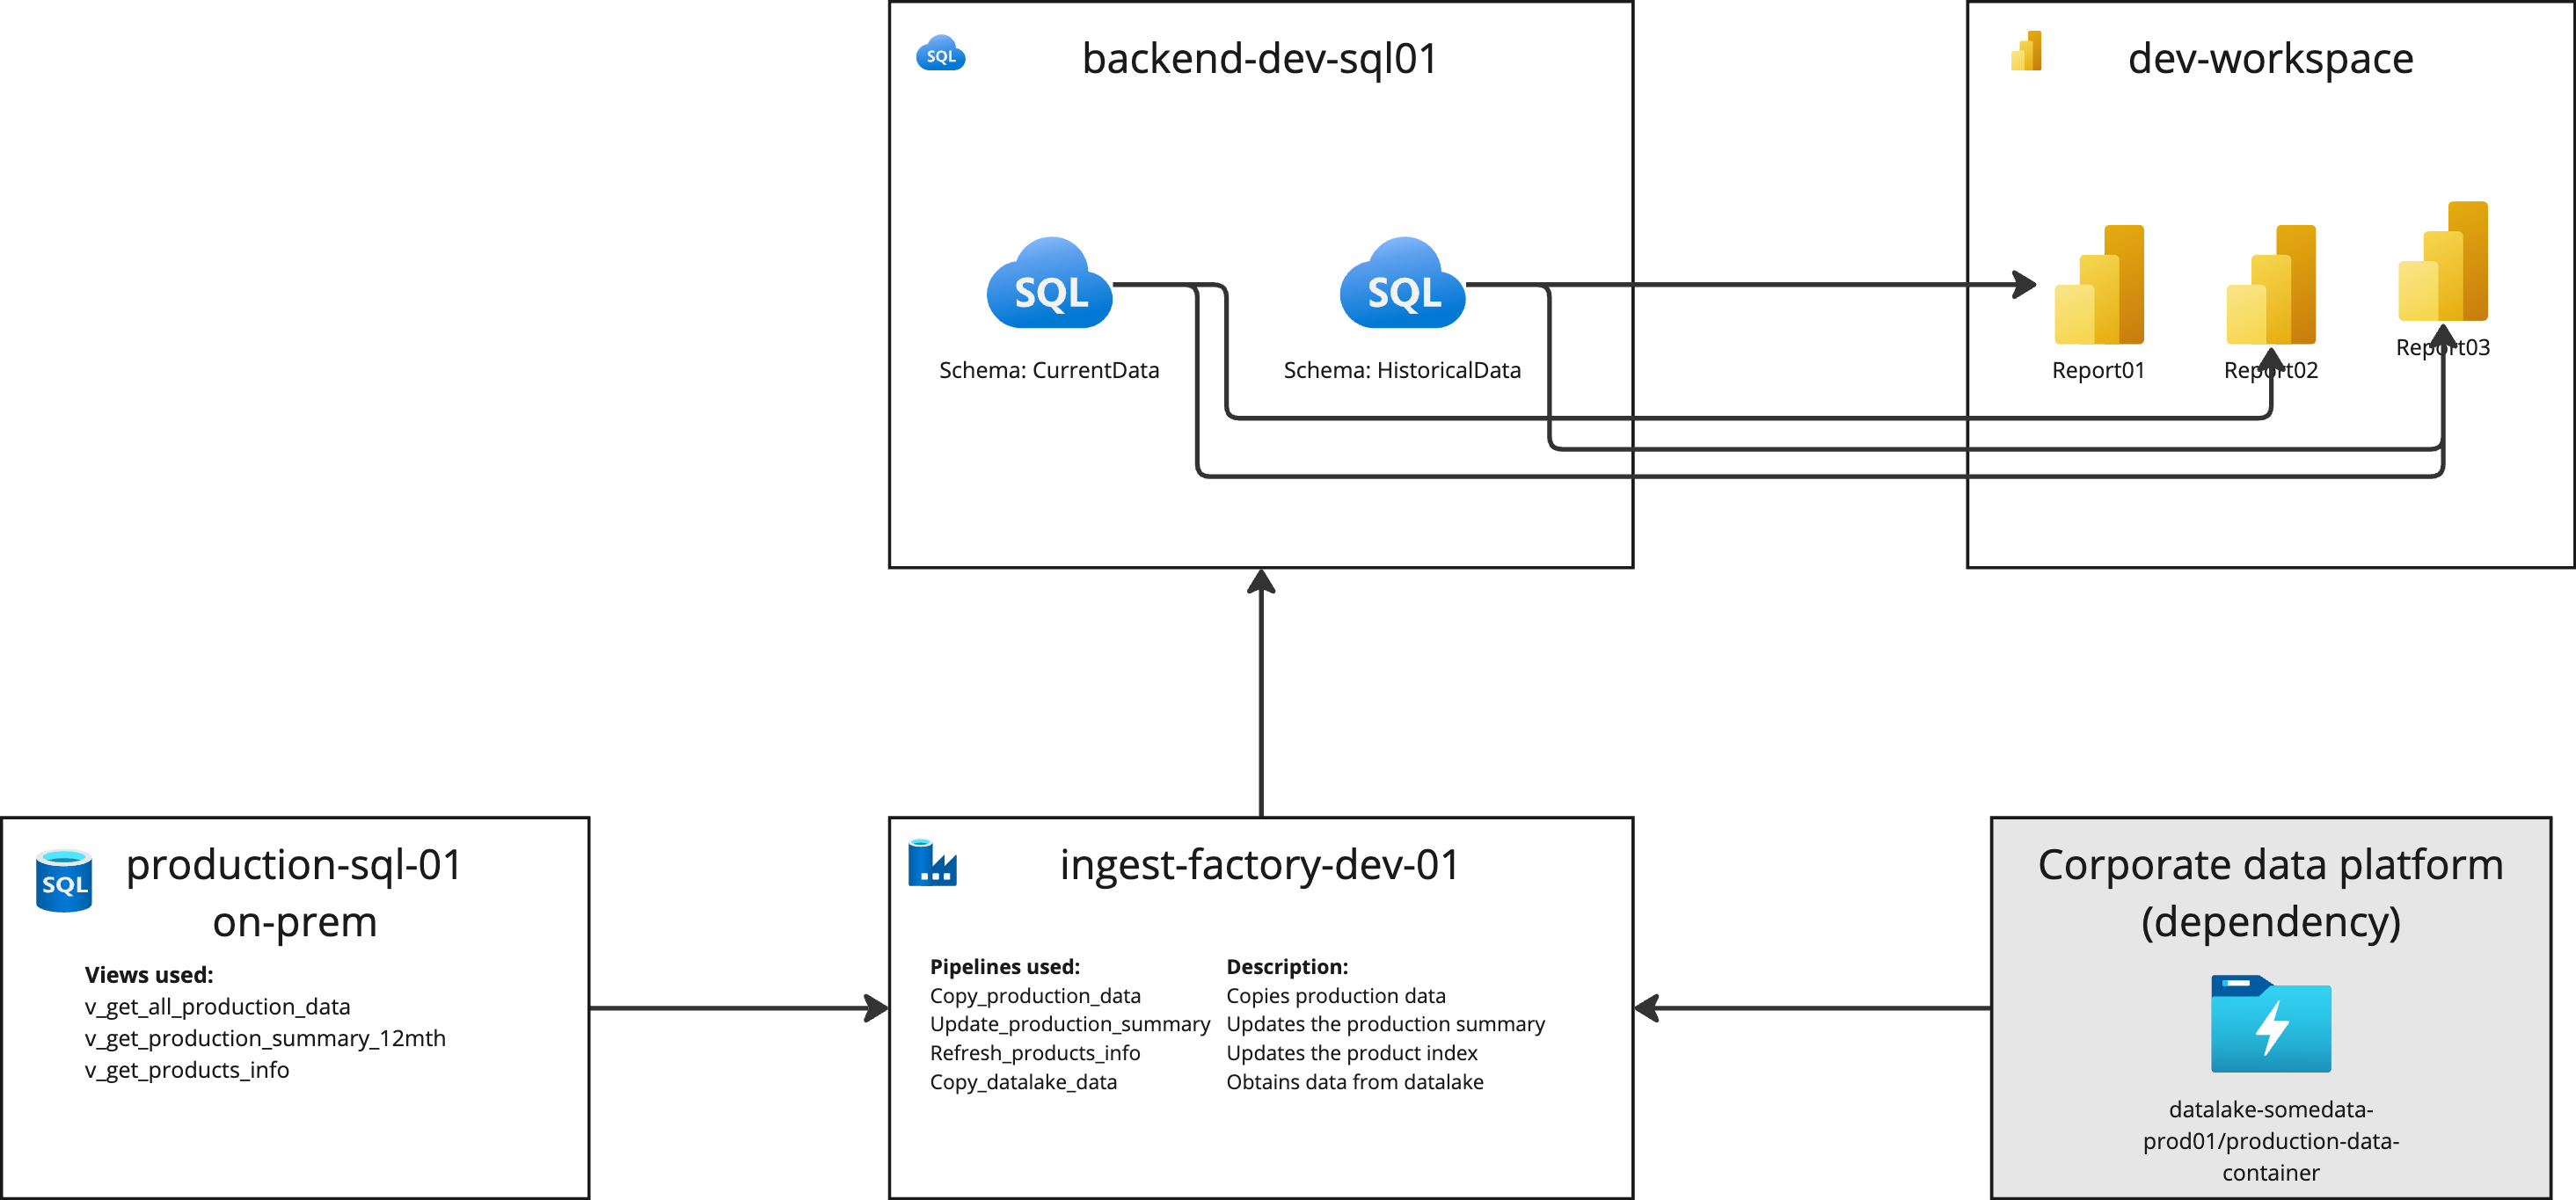 SQL
backend-dev-sql01
dev-workspace
SQL
SQL
Schema: CurrentData
Schema: HistoricalData
Report01
Report02
Report03
SQL
production-sql-01
on-prem
Views used:
v_get_all_production_data
v_get_production_summary_12mth
v_get_products_info
ingest-factory-dev-01
Pipelines used:
Copy_production_data
Update_production_summary
Refresh_products_info
Copy_datalake_data
Description:
Copies production data
Updates the production summary
Updates the product index
Obtains data from datalake
Corporate data platform
(dependency)
datalake-somedata-
prod01/production-data-
container